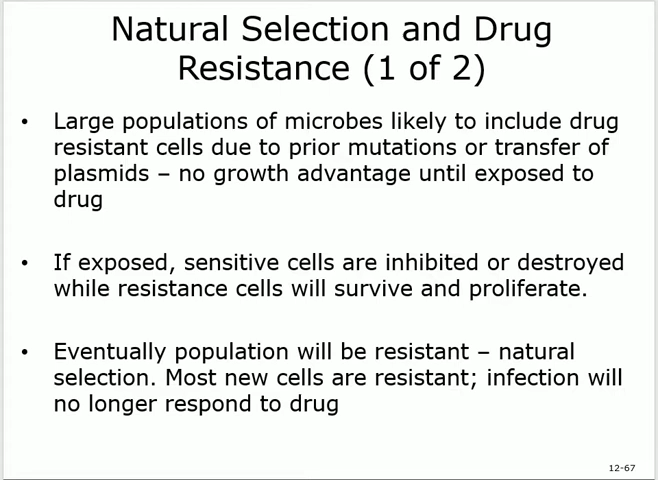 Natural Selection and Drug
Resistance (1 of 2)
• Large populations of microbes likely to include drug
resistant cells due to prior mutations or transfer of
plasmids – no growth advantage until exposed to
drug
• If exposed, sensitive cells are inhibited or destroyed
while resistance cells will survive and proliferate.
• Eventually population will be resistant – natural
selection. Most new cells are resistant; infection will
no longer respond to drug
12-67